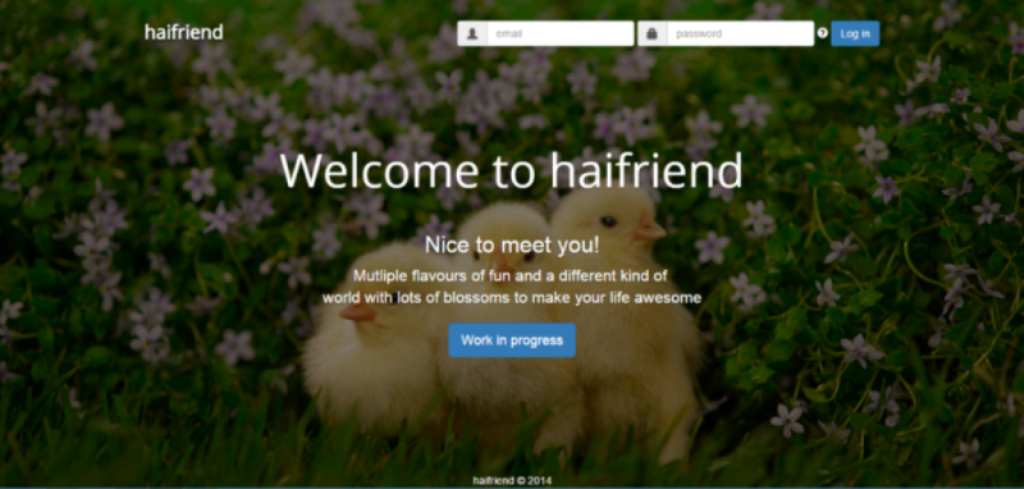 haifriend
email
password
Log in
Welcome to haifriend
Nice to meet you!
Mutliple flavours of fun and a different kind of
world with lots of blossoms to make your life awesome
Work in progress
haifriend © 2014